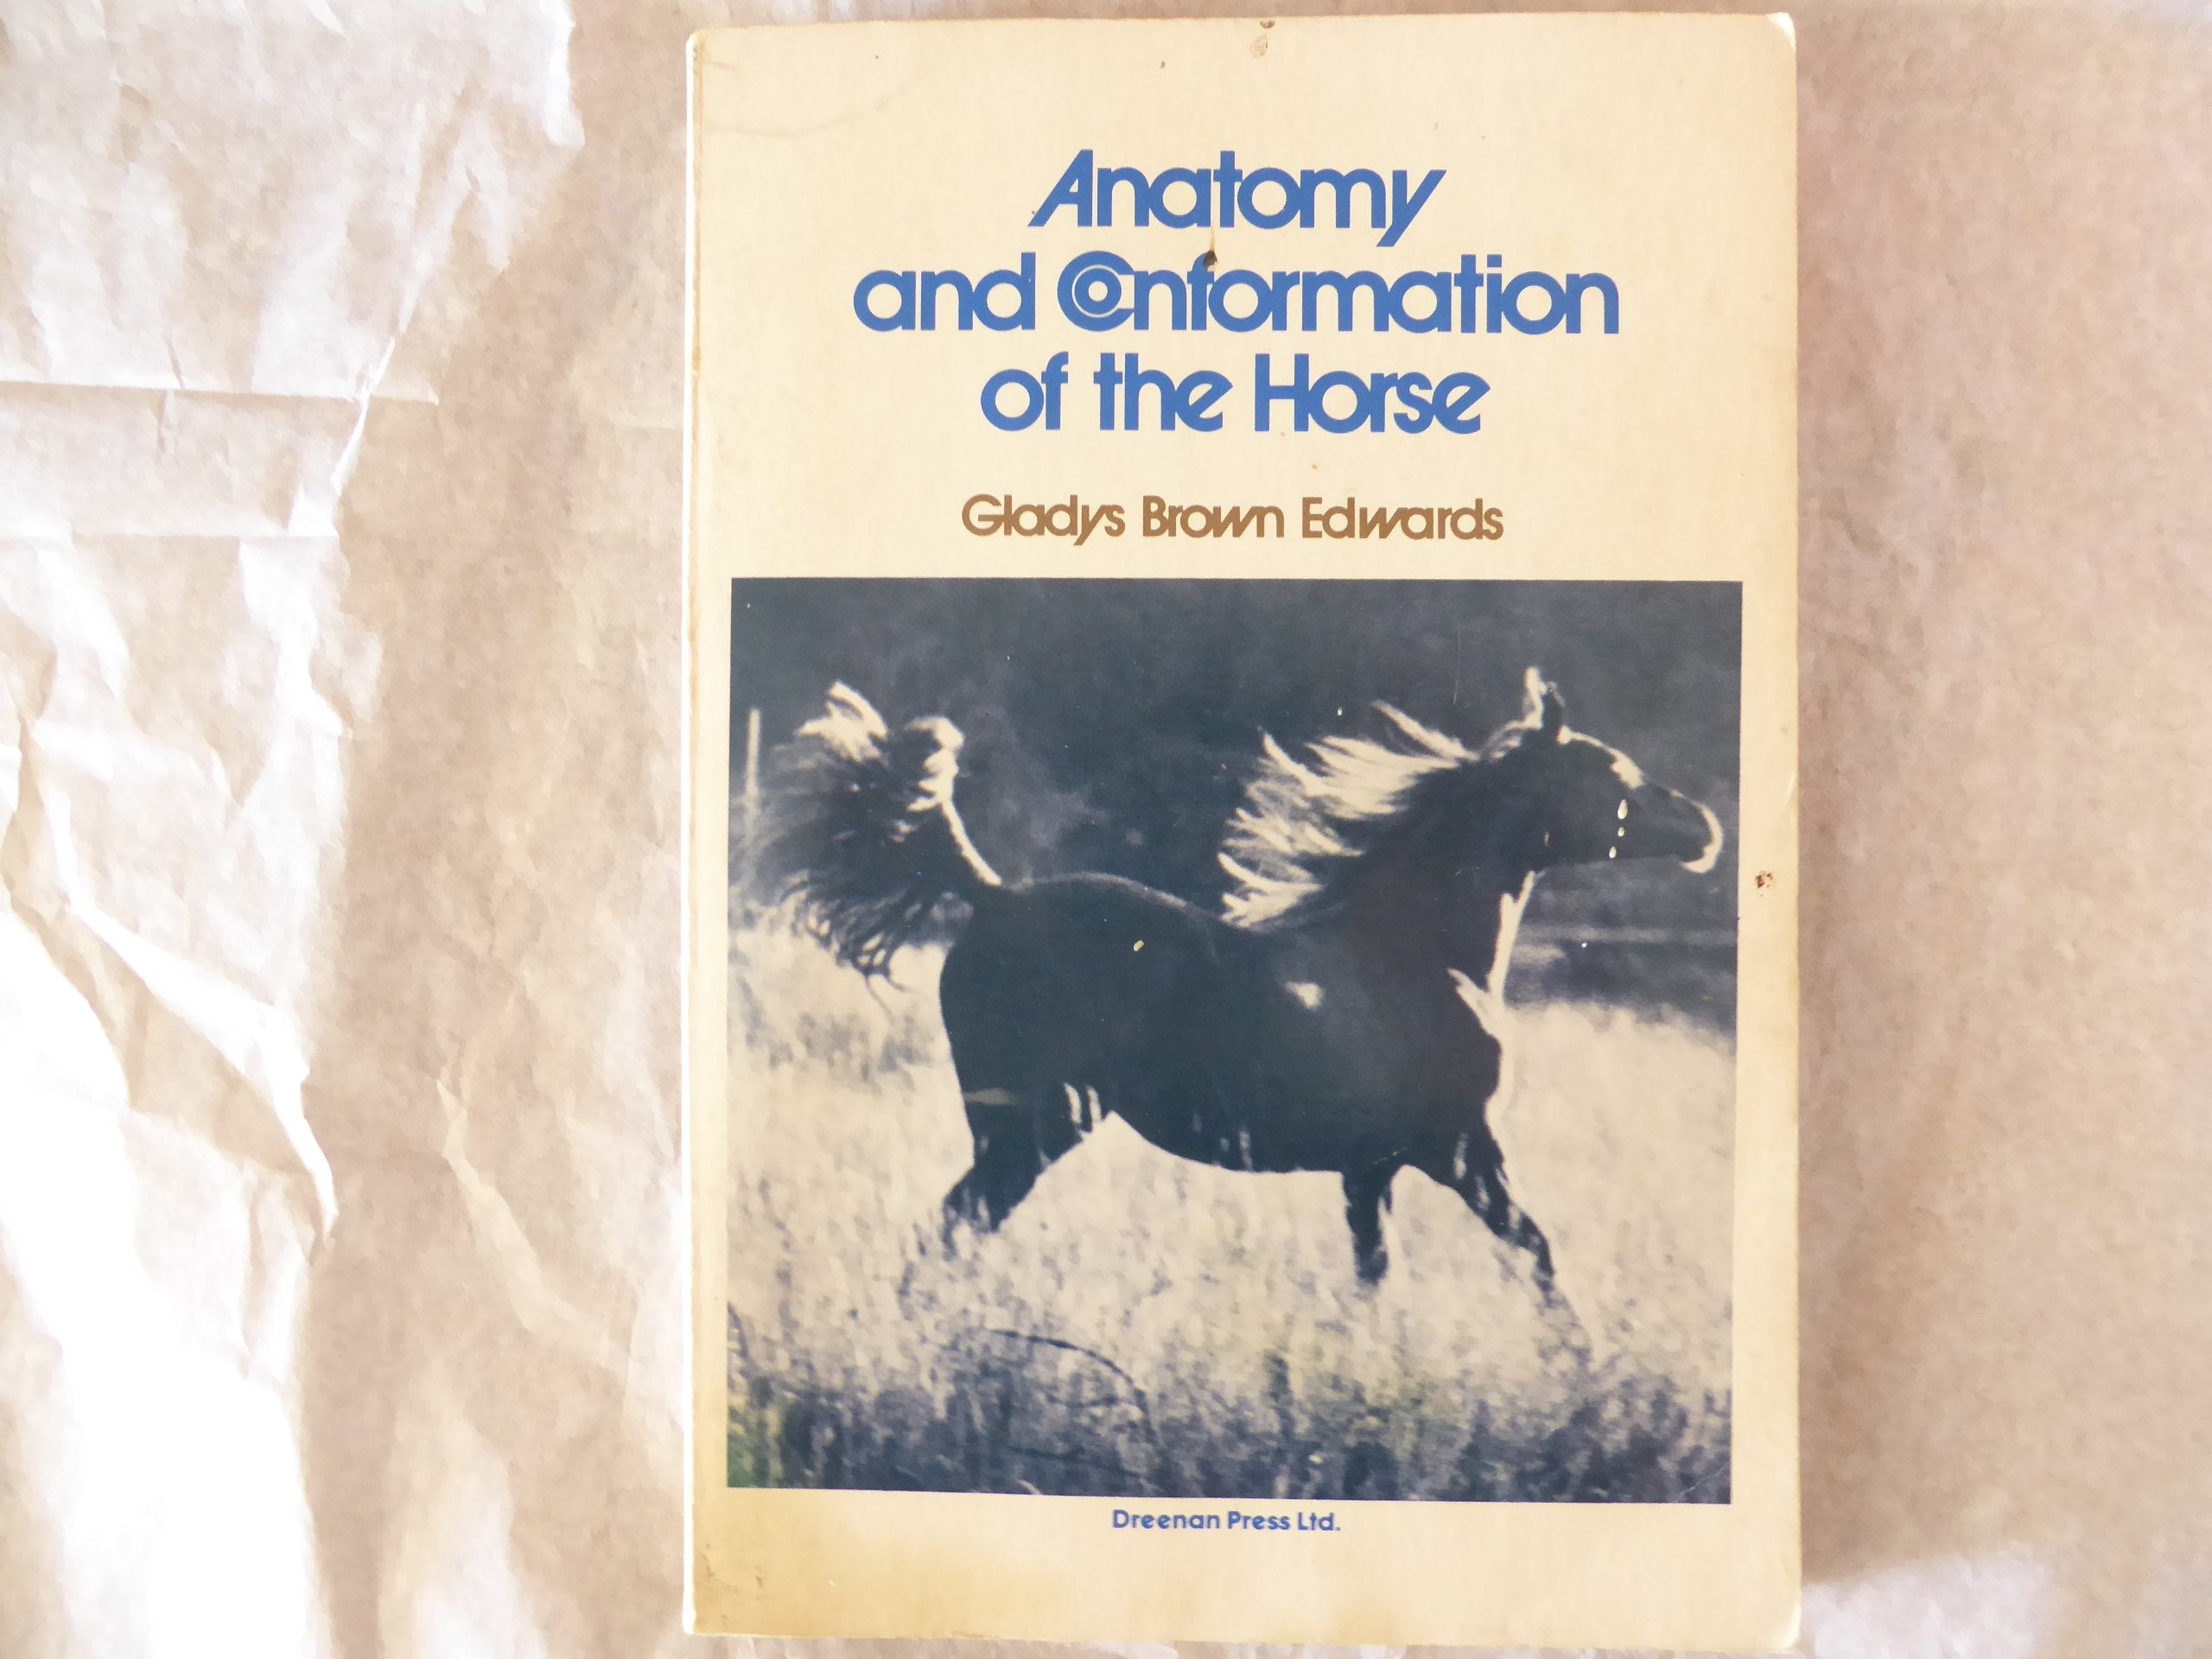 Anatomy
and Conformation
of the Horse
Gladys Brown Edwards
Dreenan Press Ltd.